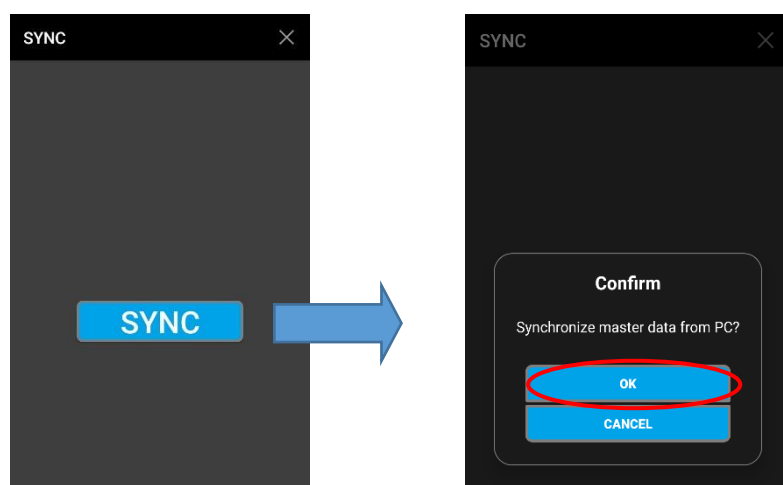 SYNC
SYNC
SYNC
Confirm
Synchronize master data from PC?
OK
CANCEL